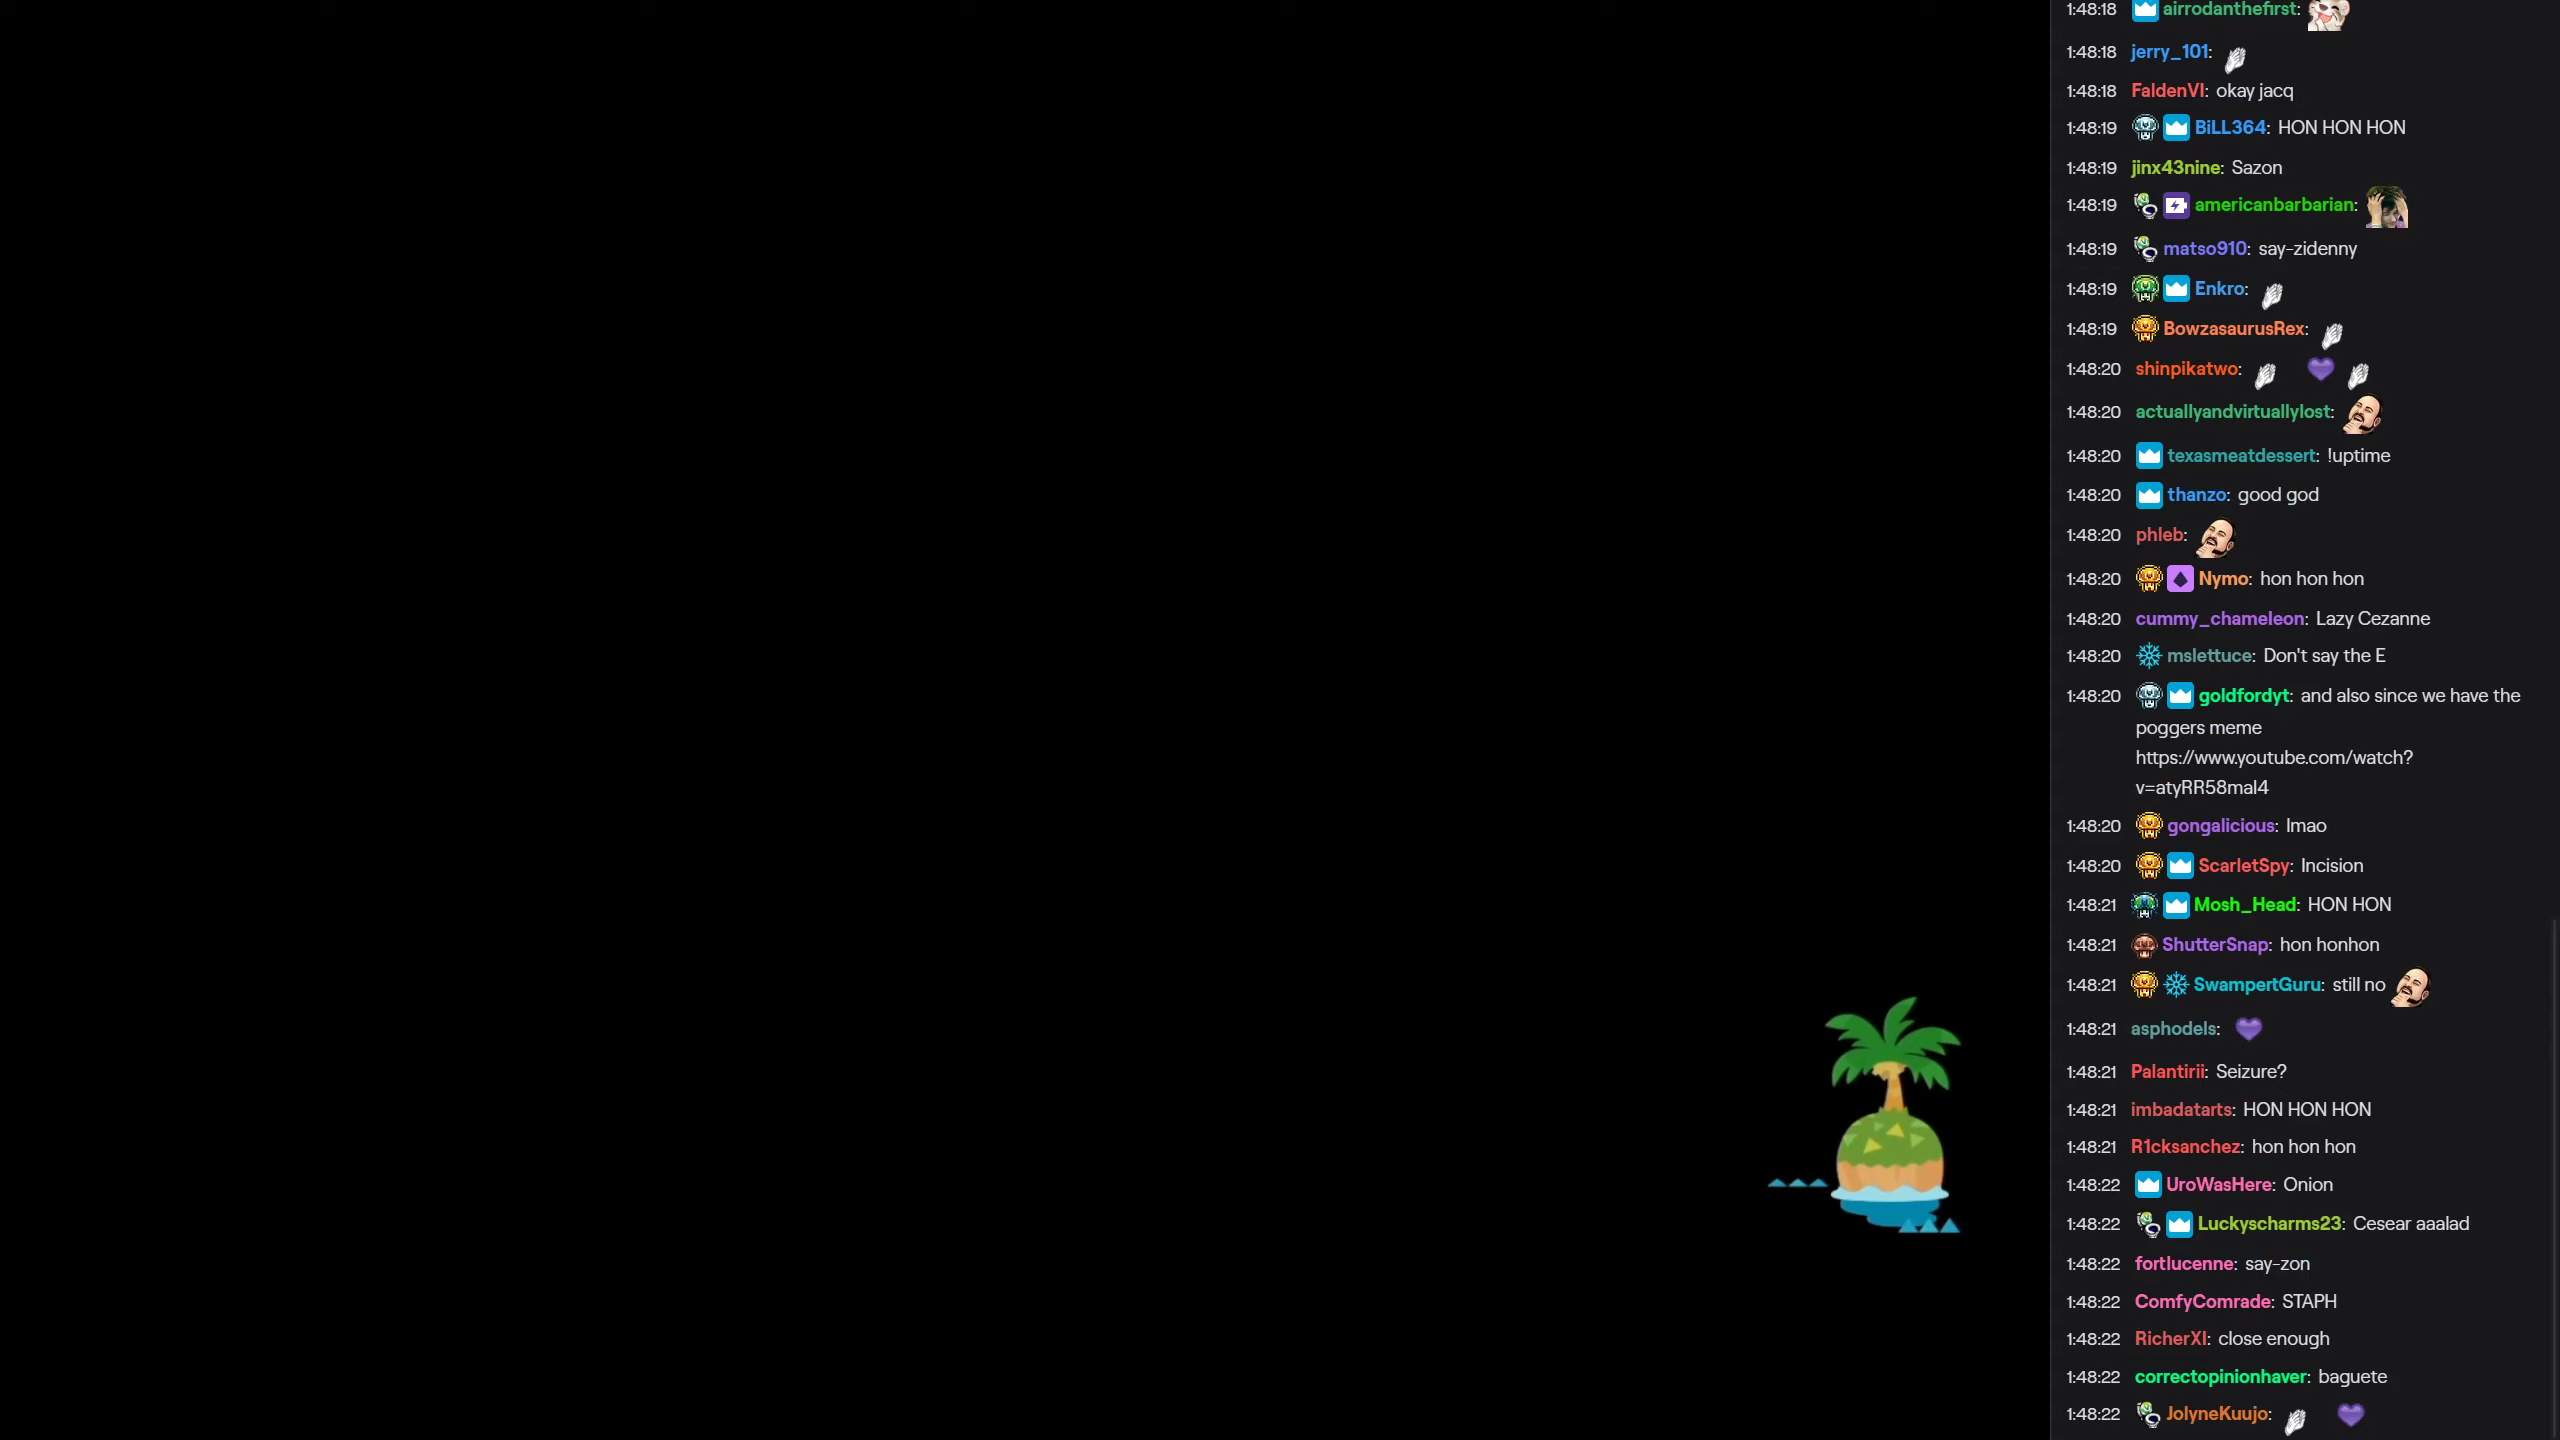 1:48:18 airrodanthefirst:
1:48:18 jerry_101:
1:48:18 FaldenVI: okay jacq
1:48:19 BiLL364: HON HON HON
1:48:19 jinx43nine: Sazon
1:48:19 americanbarbarian:
1:48:19 matso910: say-zidenny
1:48:19 Enkro:
1:48:19 BowzasaurusRex:
1:48:20 shinpikatwo:
1:48:20 actuallyandvirtuallylost:
1:48:20 texasmeatdessert: !uptime
1:48:20 thanzo: good god
1:48:20 phleb:
1:48:20 Nymo: hon hon hon
1:48:20 cummy_chameleon: Lazy Cezanne
1:48:20 mslettuce: Don't say the E
1:48:20 goldfordyt: and also since we have the
poggers meme
https://www.youtube.com/watch?
v=atyRR58mal4
1:48:20 gongalicious: lmao
1:48:20 ScarletSpy: Incision
1:48:21 Mosh_Head: HON HON
1:48:21 ShutterSnap: hon honhon
1:48:21 SwampertGuru: still no
1:48:21 asphodels:
1:48:21 Palantirii: Seizure?
1:48:21 imbadatarts: HON HON HON
1:48:21 R1cksanchez: hon hon hon
1:48:22 UroWasHere: Onion
1:48:22 Luckyscharms23: Cesear aaalad
1:48:22 fortlucenne: say-zon
1:48:22 ComfyComrade: STAPH
1:48:22 RicherXI: close enough
1:48:22 correctopinionhaver: baguete
1:48:22 JolyneKuujo: